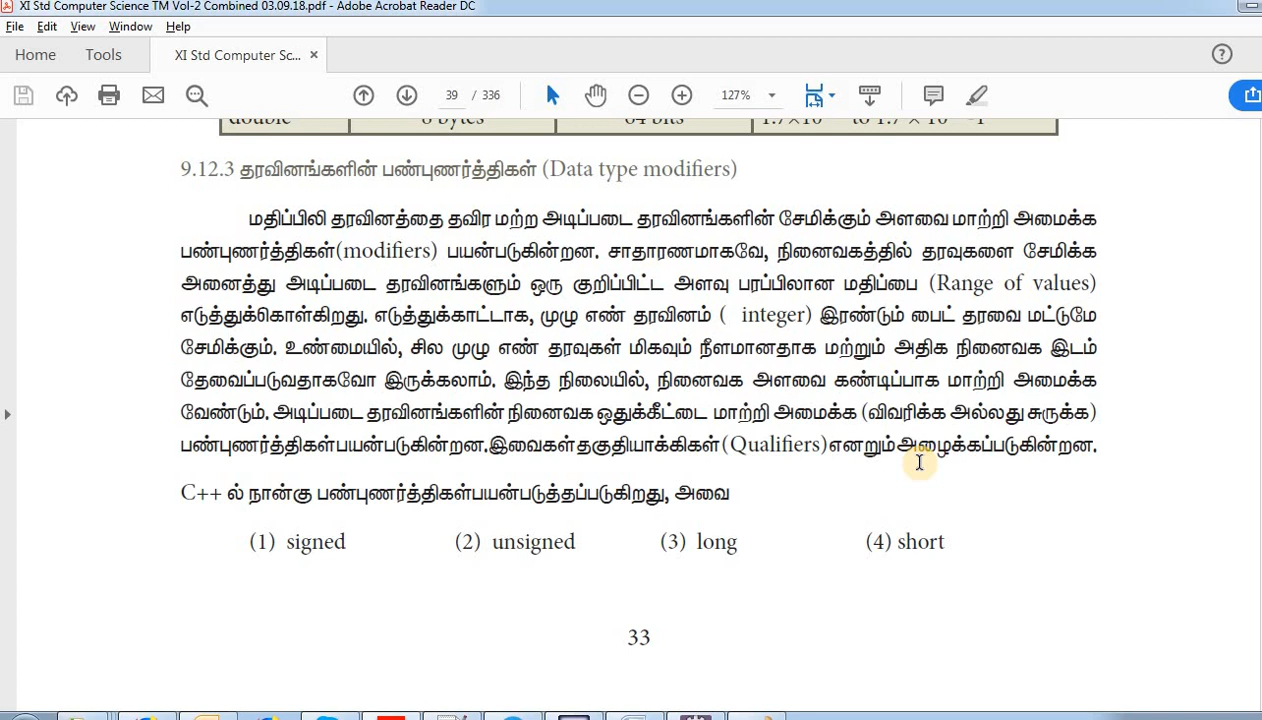 XI Std Computer Science TM Vol-2 Combined 03.09.18.pdf - Adobe Acrobat Reader DC
File Edit View Window Help
Home Tools XI Std Computer Sc... ×
39 / 336 127%
double 8 bytes 64 bits
9.12.3 தரவினங்களின் பண்புணர்த்திகள் (Data type modifiers)
மதிப்பிலி தரவினத்தை தவிர மற்ற அடிப்படை தரவினங்களின் சேமிக்கும் அளவை மாற்றி அமைக்க
பண்புணர்த்திகள்(modifiers) பயன்படுகின்றன. சாதாரணமாகவே, நினைவகத்தில் தரவுகளை சேமிக்க
அனைத்து அடிப்படை தரவினங்களும் ஒரு குறிப்பிட்ட அளவு பரப்பிலான மதிப்பை (Range of values)
எடுத்துக்கொள்கிறது. எடுத்துக்காட்டாக, முழு எண் தரவினம் ( integer) இரண்டும் பைட் தரவை மட்டுமே
சேமிக்கும். உண்மையில், சில முழு எண் தரவுகள் மிகவும் நீளமானதாக மற்றும் அதிக நினைவக இடம்
தேவைப்படுவதாகவோ இருக்கலாம். இந்த நிலையில், நினைவக அளவை கண்டிப்பாக மாற்றி அமைக்க
வேண்டும். அடிப்படை தரவினங்களின் நினைவக ஒதுக்கீட்டை மாற்றி அமைக்க (விவரிக்க அல்லது சுருக்க)
பண்புணர்த்திகள்பயன்படுகின்றன.இவைகள்தகுதியாக்கிகள்(Qualifiers)எனறும்அழைக்கப்படுகின்றன.
C++ ல் நான்கு பண்புணர்த்திகள்பயன்படுத்தப்படுகிறது, அவை
(1) signed (2) unsigned (3) long (4) short
33